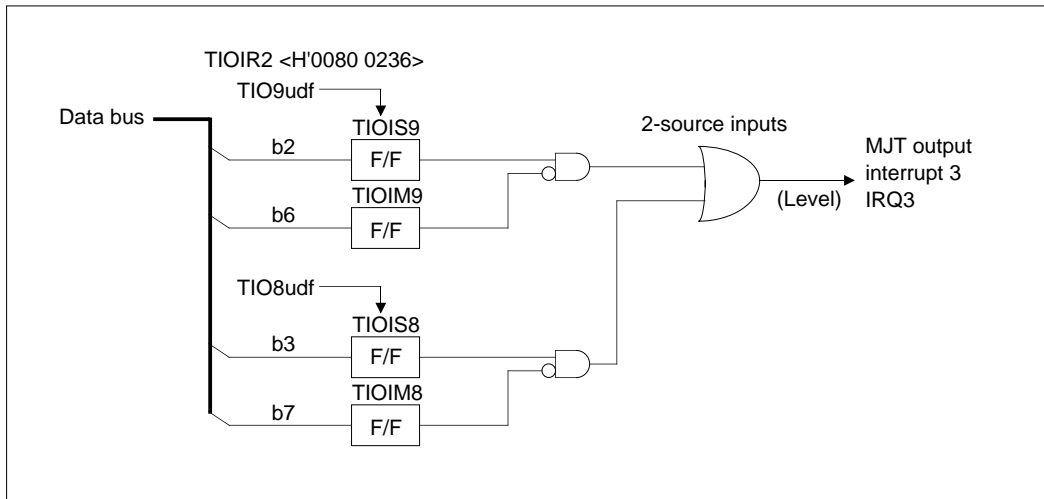 TIOIR2 <H'0080 0236>
TIO9udf
Data bus
TIOIS9
b2
F/F
TIOIM9
b6
F/F
2-source inputs
MJT output
interrupt 3
IRQ3
(Level)
TIO8udf
TIOIS8
b3
F/F
TIOIM8
b7
F/F